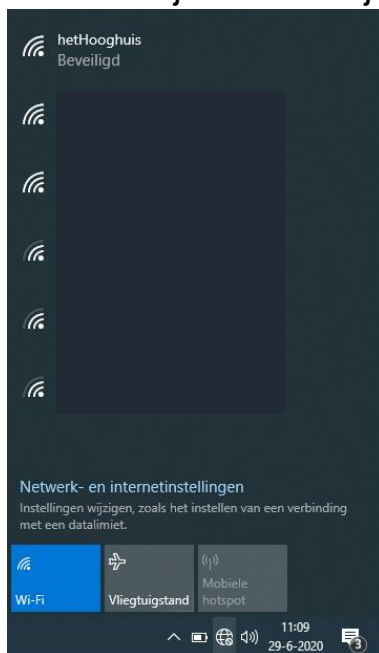 hetHooghuis
Beveiligd
Netwerk- en internetinstellingen
Instellingen wijzigen, zoals het instellen van een verbinding
met een datalimiet.
Wi-Fi
Vliegtuigstand
Mobiele
hotspot
11:09
29-6-2020
3